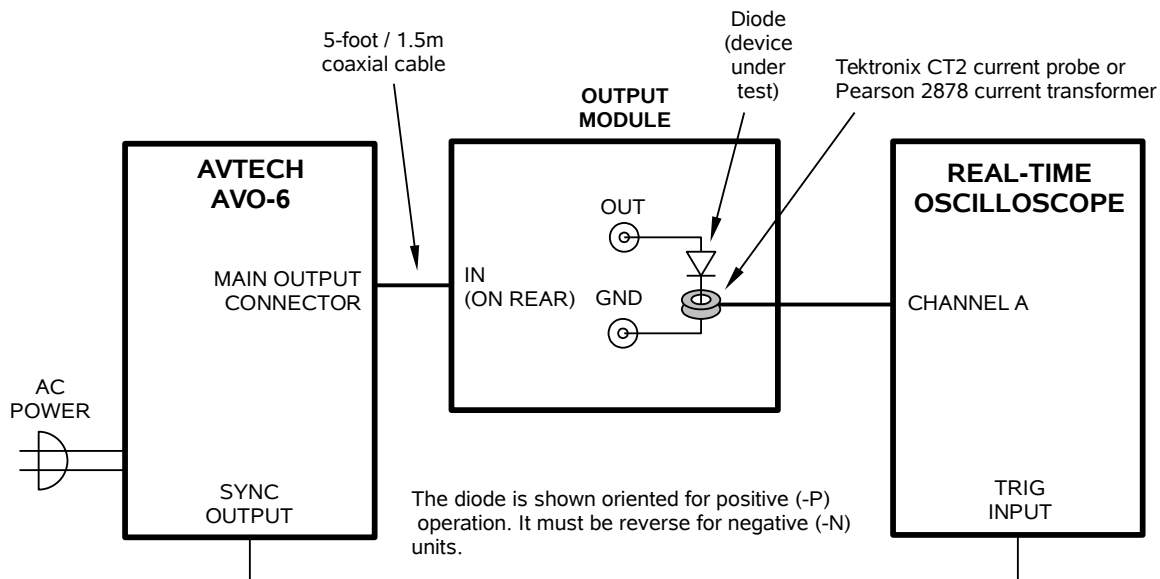 5-foot / 1.5m
coaxial cable
Diode
(device
under
test)
Tektronix CT2 current probe or
Pearson 2878 current transformer
OUTPUT
MODULE
AVTECH
AVO-6
REAL-TIME
OSCILLOSCOPE
OUT
MAIN OUTPUT
CONNECTOR
IN
(ON REAR)
GND
CHANNEL A
AC
POWER
SYNC
OUTPUT
The diode is shown oriented for positive (-P)
operation. It must be reverse for negative (-N)
units.
TRIG
INPUT